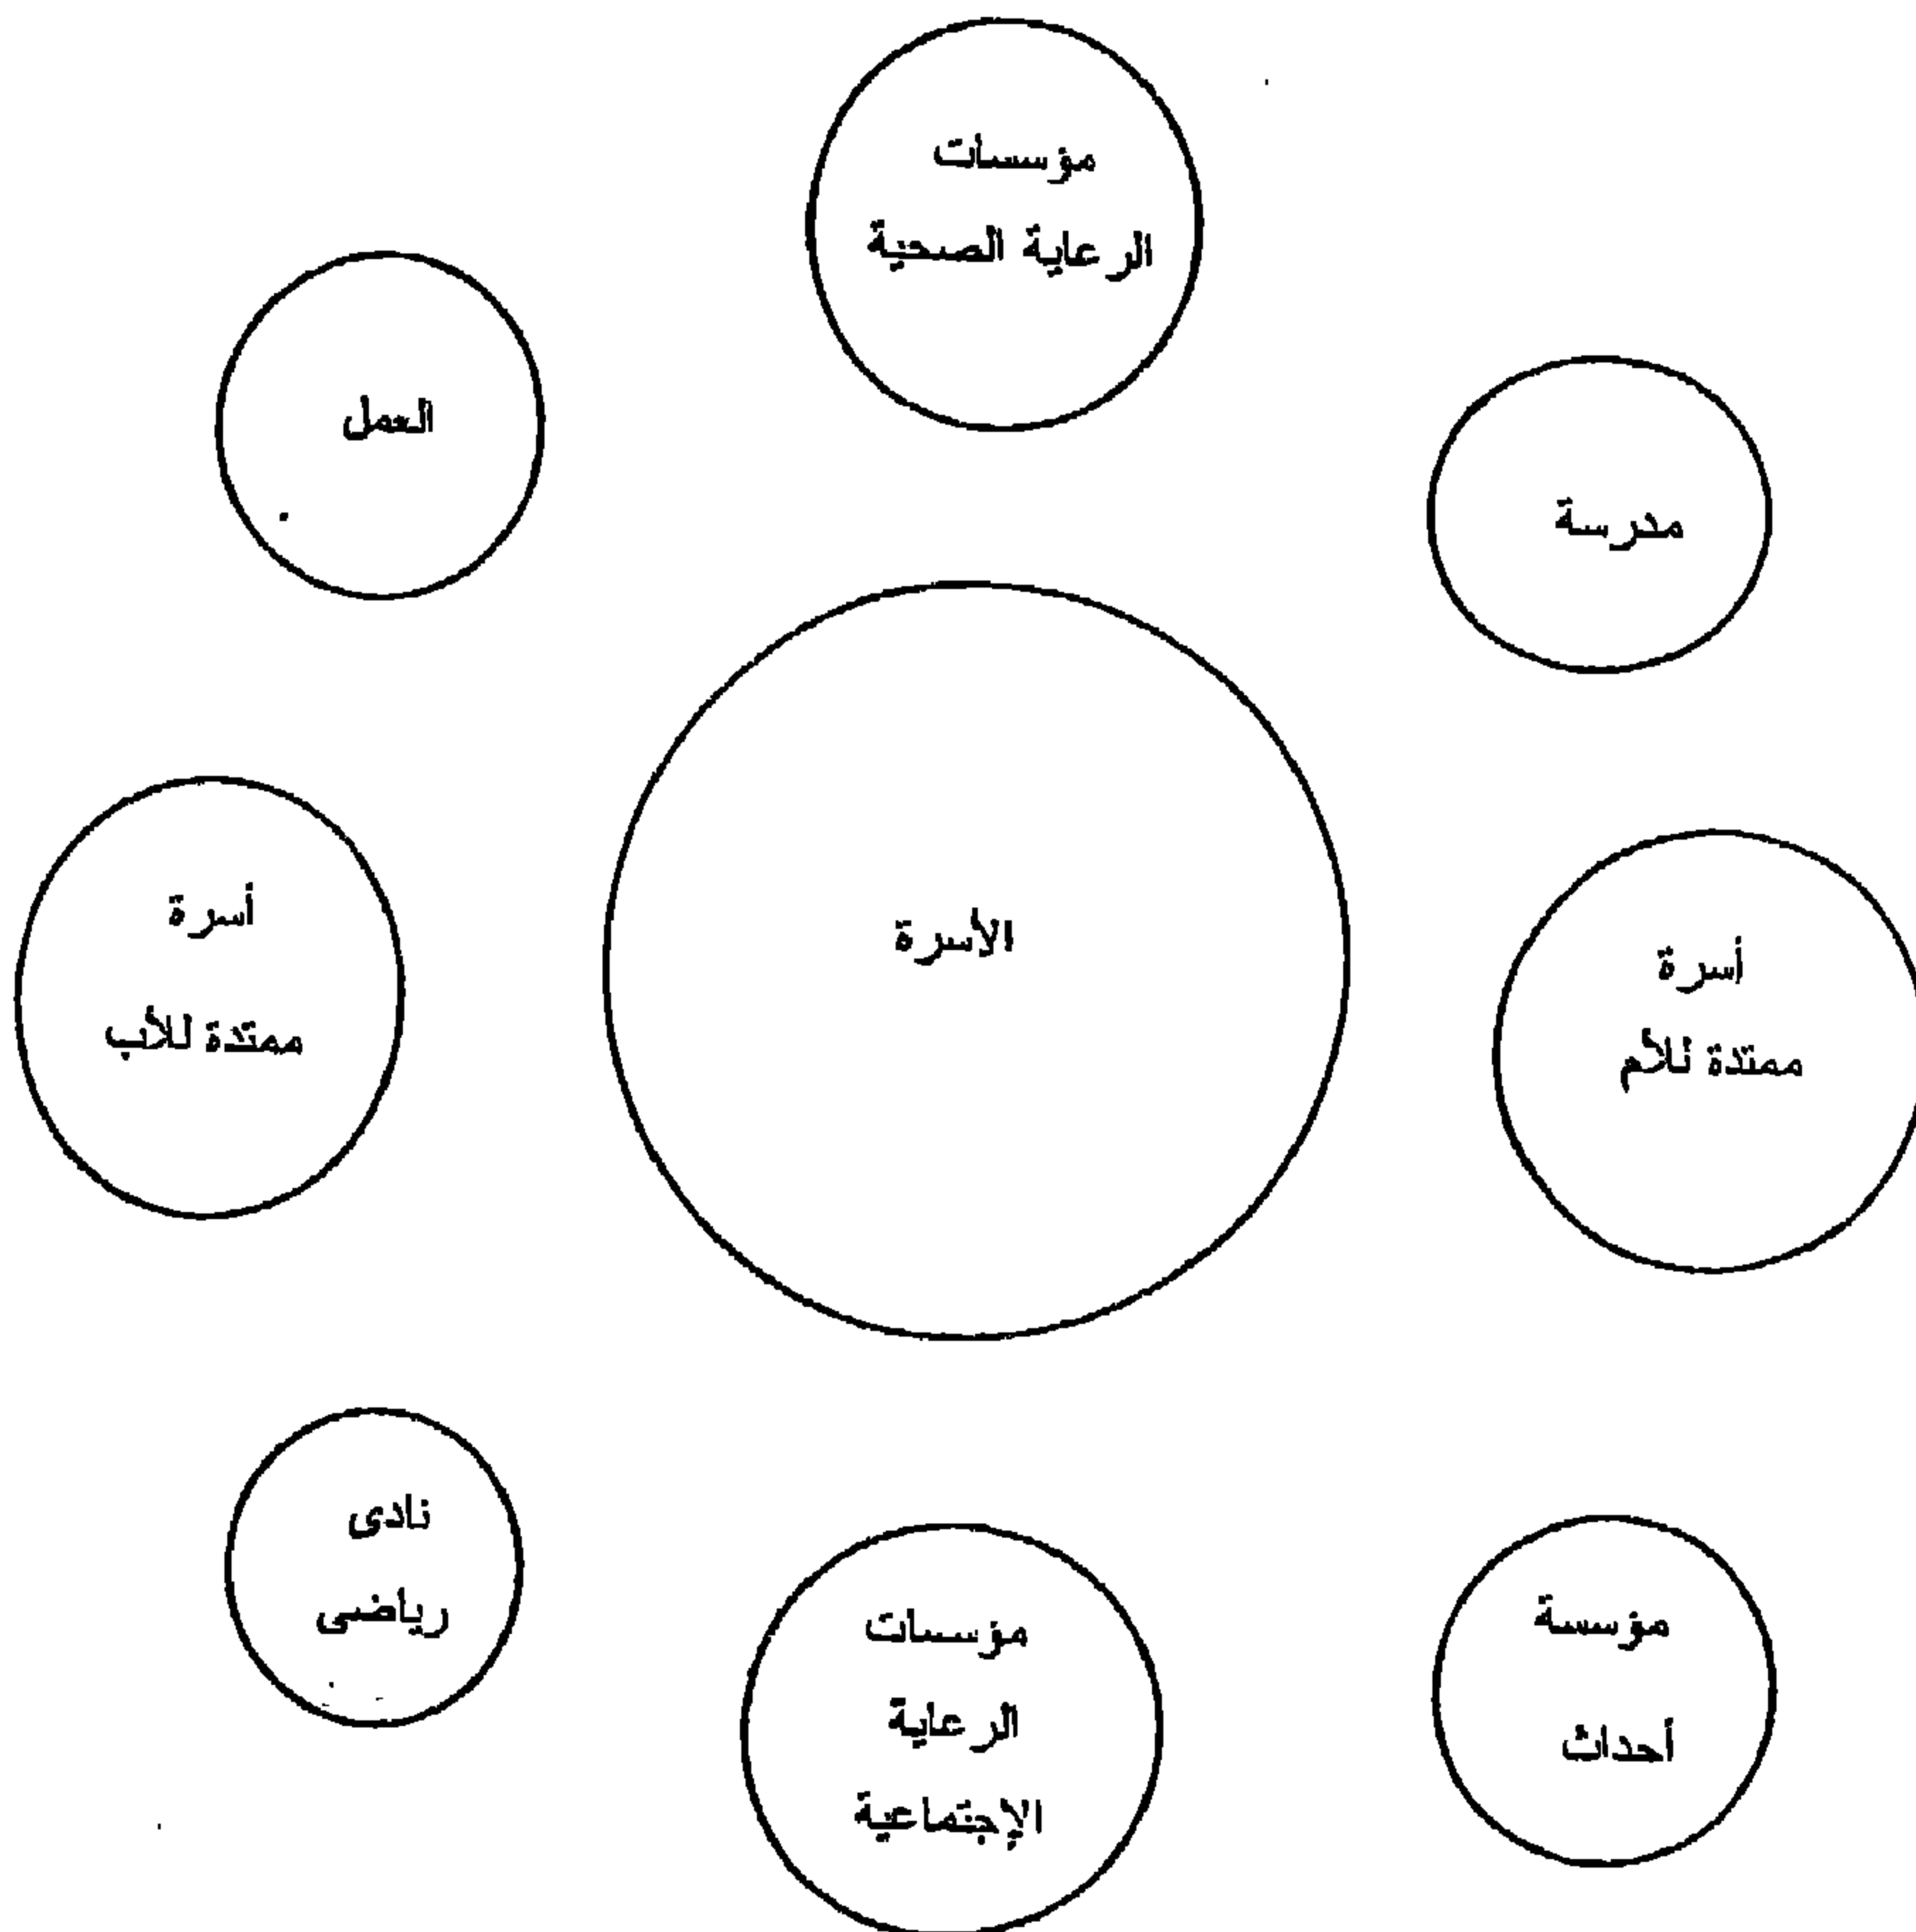 مؤسسات
الرعاية الصحية
العمل
مدرسة
الأسرة
أسرة
ممتدة للأم
أسرة
ممتدة للأب
نادى
رياضى
مؤسسات
الرعاية
الإجتماعية
مؤسسة
أحداث